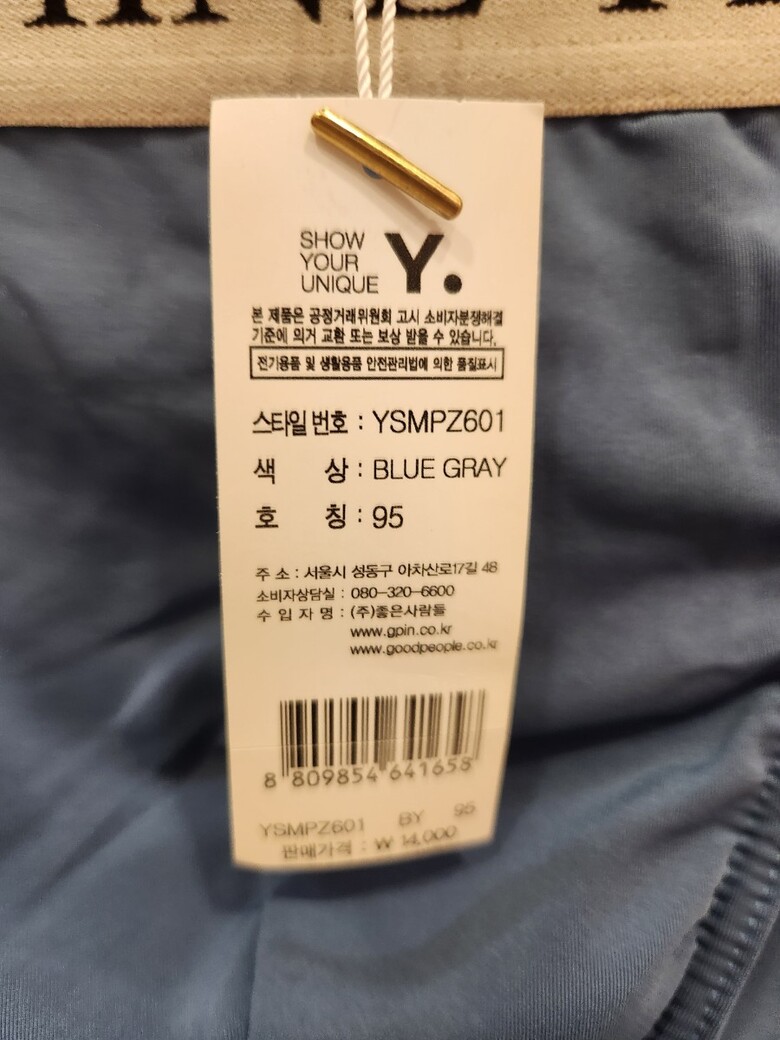 SHOW
YOUR
UNIQUE
Y.
본 제품은 공정거래위원회 고시 소비자분쟁해결
기준에 의거 교환 또는 보상 받을 수 있습니다.
전기용품 및 생활용품 안전관리법에 의한 품질표시
스타일번호 : YSMPZ601
색 상 : BLUE GRAY
호 칭 : 95
주 소 : 서울시 성동구 아차산로17길 48
소비자상담실 : 080-320-6600
수 입 자 명 : (주)좋은사람들
www.gpin.co.kr
www.goodpeople.co.kr
8 809854 641658
YSMPZ601 BY 95
판매가격 : ₩ 14,000